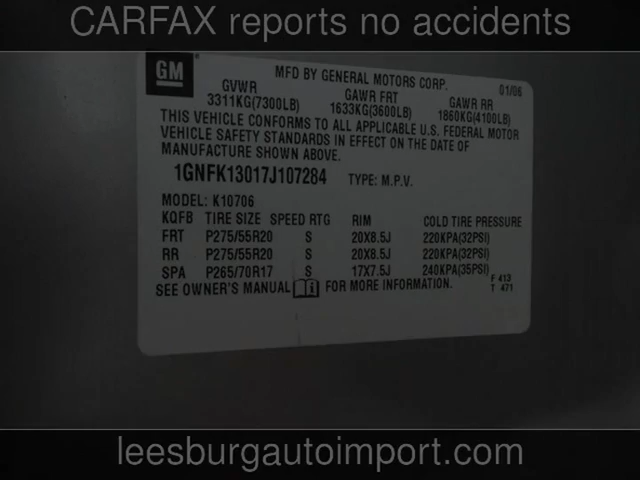 CARFAX reports no accidents
GM
MFD BY GENERAL MOTORS CORP. 01/06
GVWR GAWR FRT GAWR RR
3311KG(7300LB) 1633KG(3600LB) 1860KG(4100LB)
THIS VEHICLE CONFORMS TO ALL APPLICABLE U.S. FEDERAL MOTOR
VEHICLE SAFETY STANDARDS IN EFFECT ON THE DATE OF
MANUFACTURE SHOWN ABOVE.
1GNFK13017J107284 TYPE: M.P.V.
MODEL: K10706
KQFB TIRE SIZE SPEED RTG RIM COLD TIRE PRESSURE
FRT P275/55R20 S 20X8.5J 220KPA(32PSI)
RR P275/55R20 S 20X8.5J 220KPA(32PSI)
SPA P265/70R17 S 17X7.5J 240KPA(35PSI)
SEE OWNER'S MANUAL i FOR MORE INFORMATION.
F 413
T 471
leesburgautoimport.com